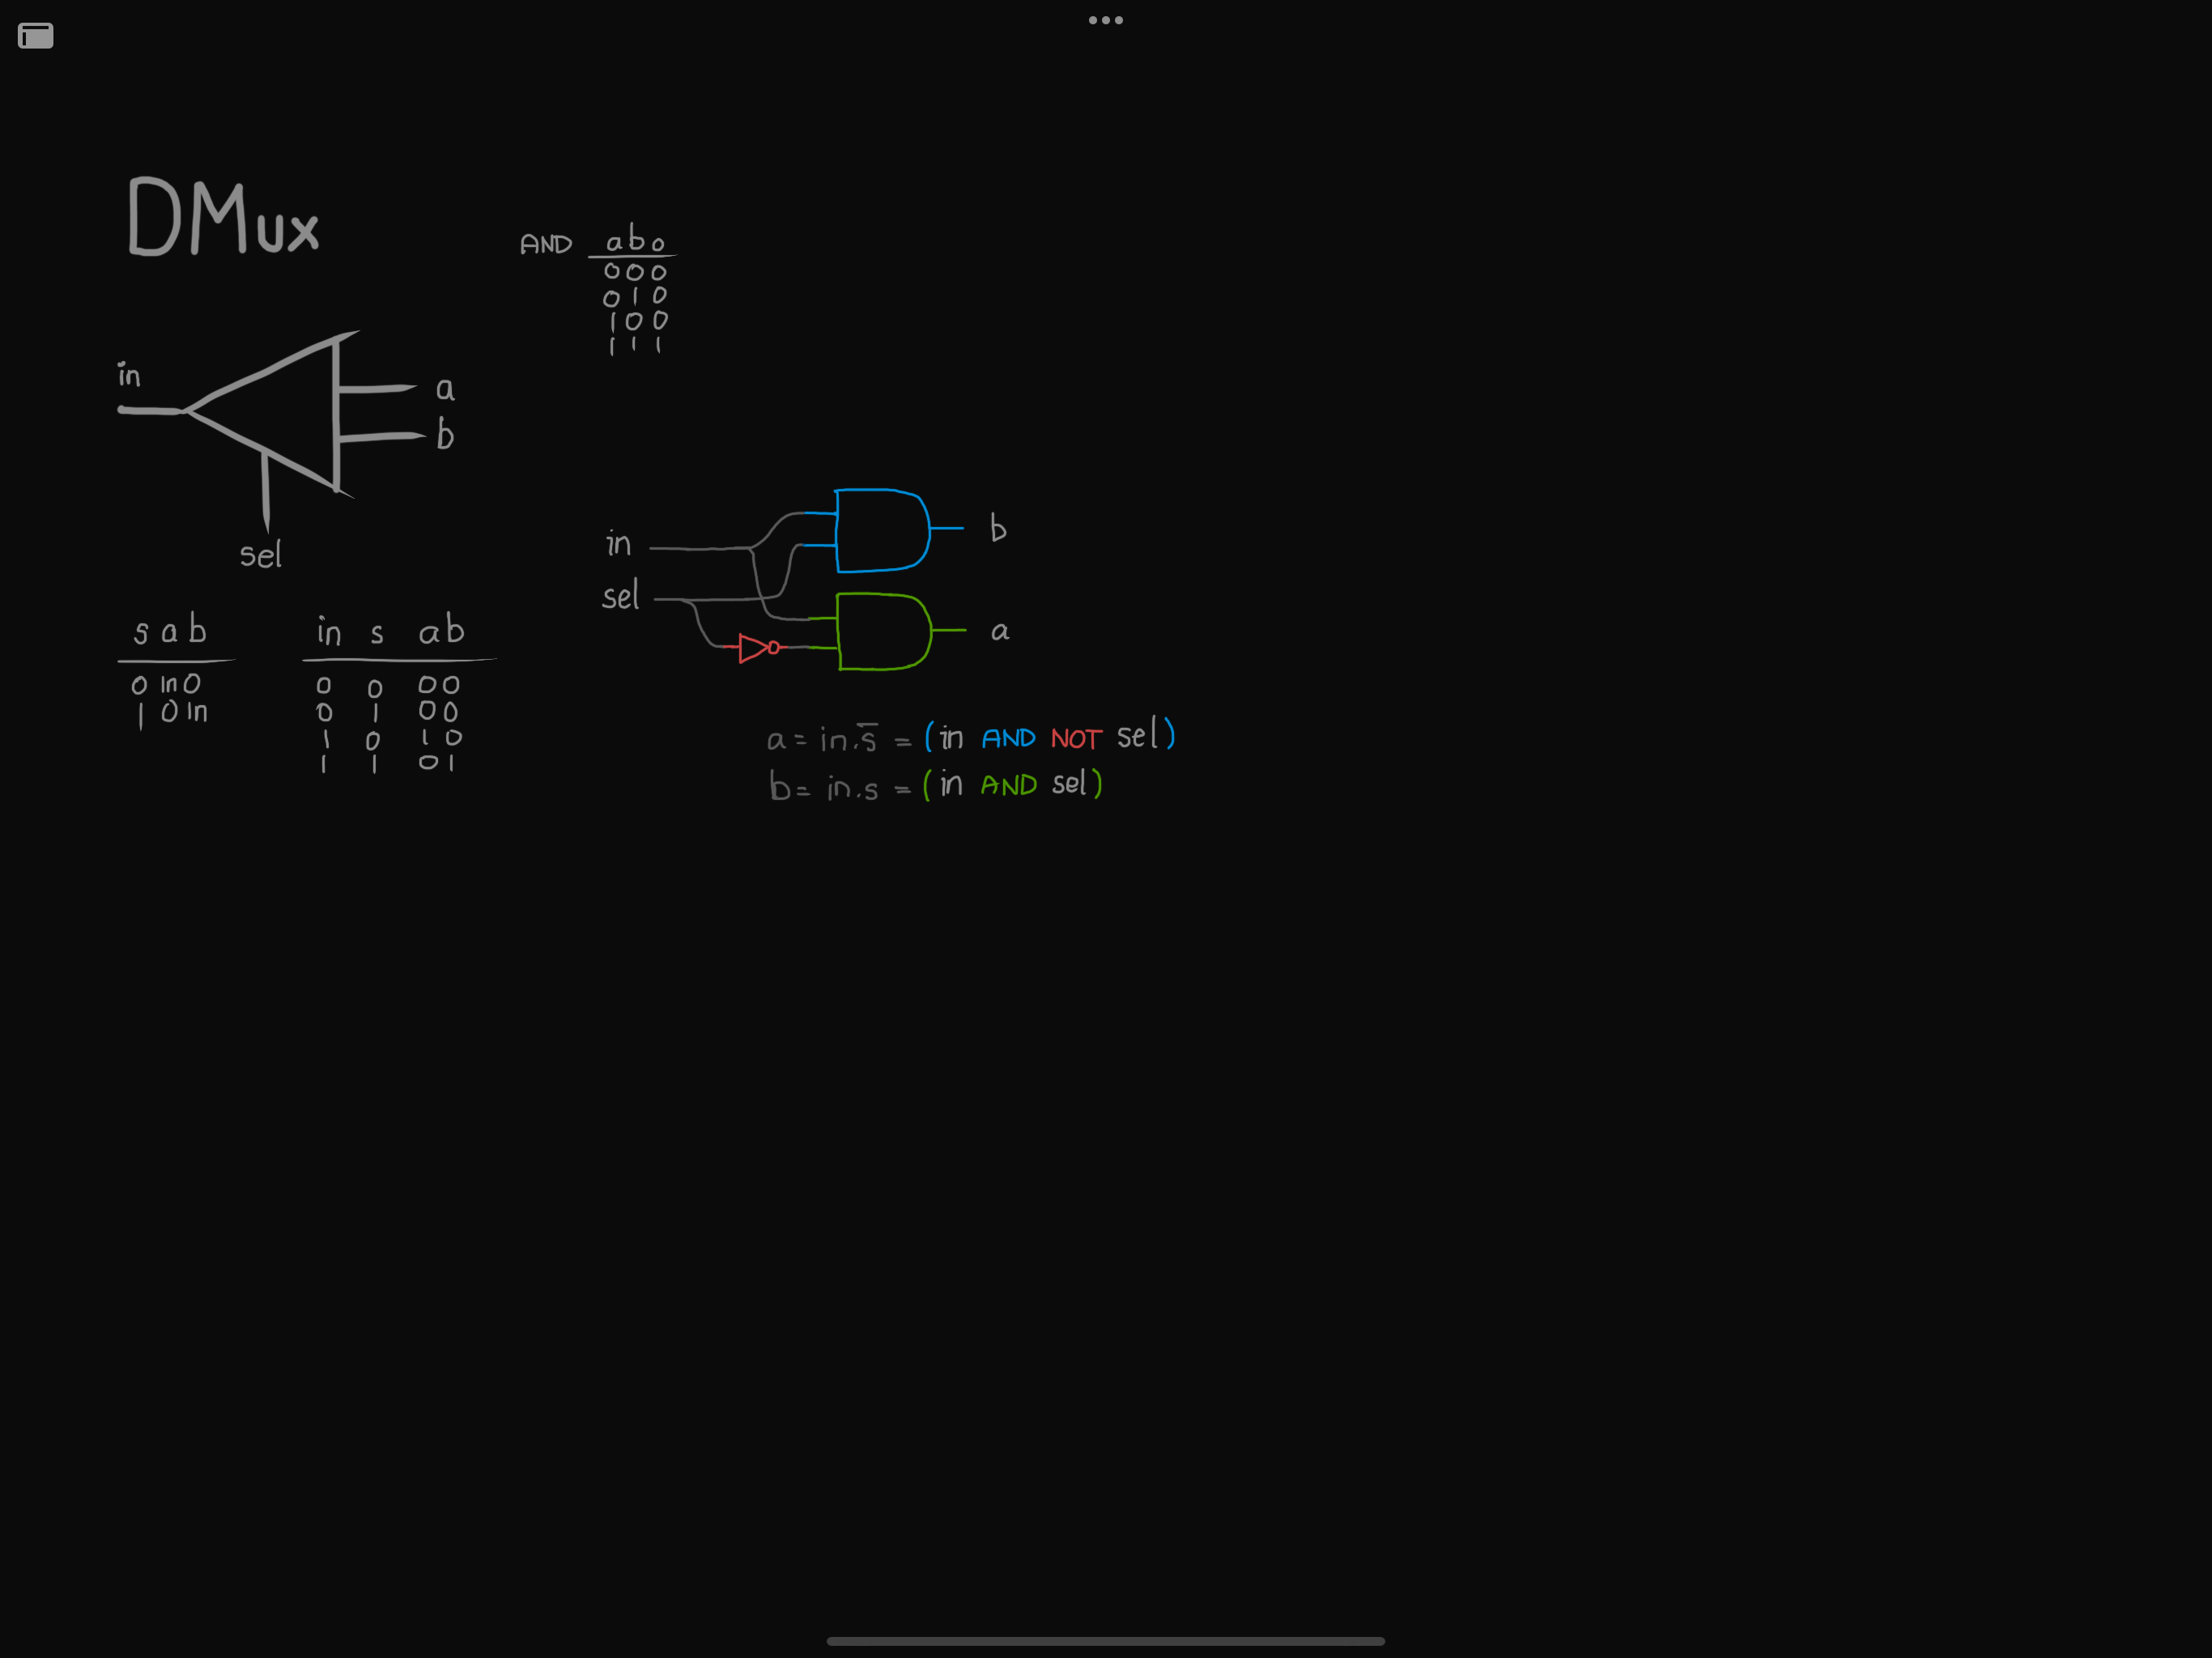 DMux
AND a b o
0 0 0
0 1 0
1 0 0
1 1 1
in
a
b
sel
in
sel
b
a
s a b
0 in 0
1 0 in
in s a b
0 0 0 0
0 1 0 0
1 0 1 0
1 1 0 1
a = in.s̅ = (in AND NOT sel)
b = in.s = (in AND sel)